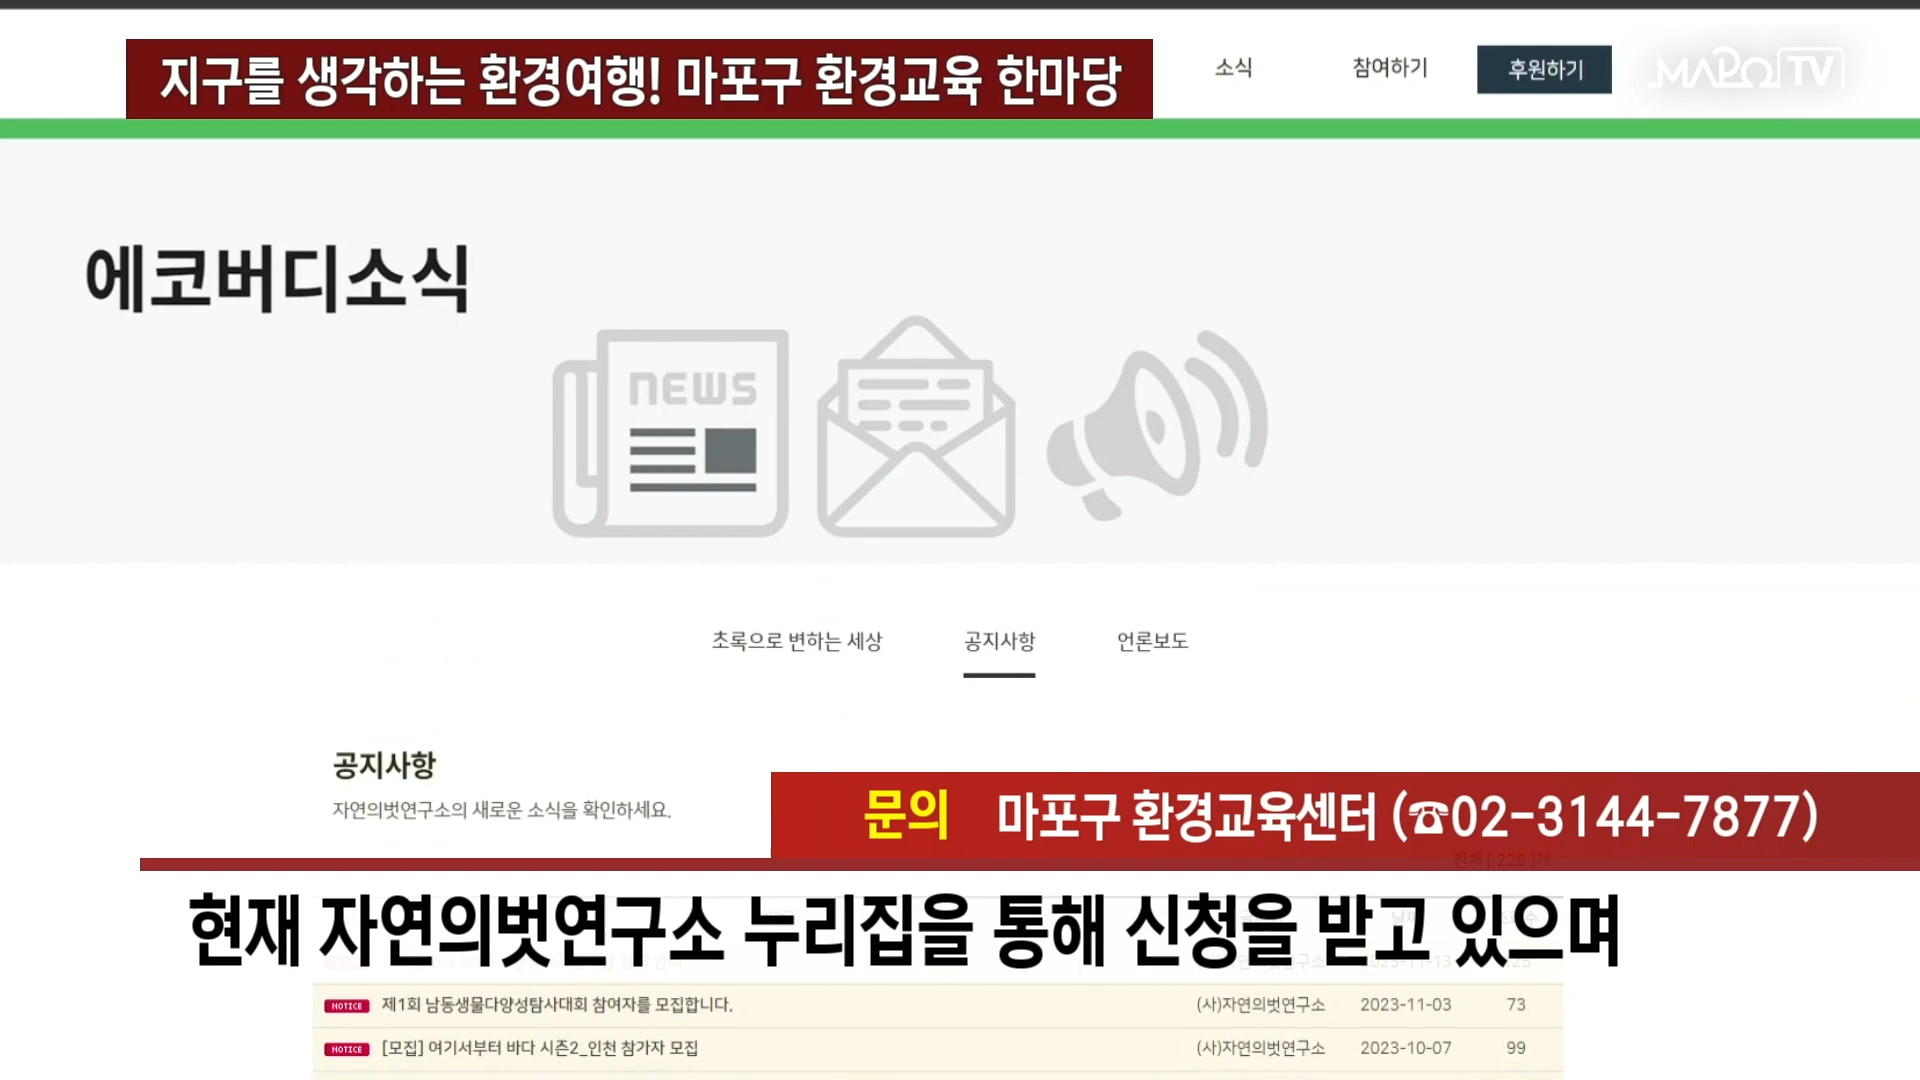 지구를 생각하는 환경여행! 마포구 환경교육 한마당
소식 참여하기 후원하기
MAPO TV
에코버디소식
NEWS
초록으로 변하는 세상 공지사항 언론보도
공지사항
자연의벗연구소의 새로운 소식을 확인하세요.
문의 마포구 환경교육센터 (☎02-3144-7877)
전체 [ 228 ]개
현재 자연의벗연구소 누리집을 통해 신청을 받고 있으며
NOTICE 제1회 남동생물다양성탐사대회 참여자를 모집합니다. (사)자연의벗연구소 2023-11-03 73
NOTICE [모집] 여기서부터 바다 시즌2_인천 참가자 모집 (사)자연의벗연구소 2023-10-07 99